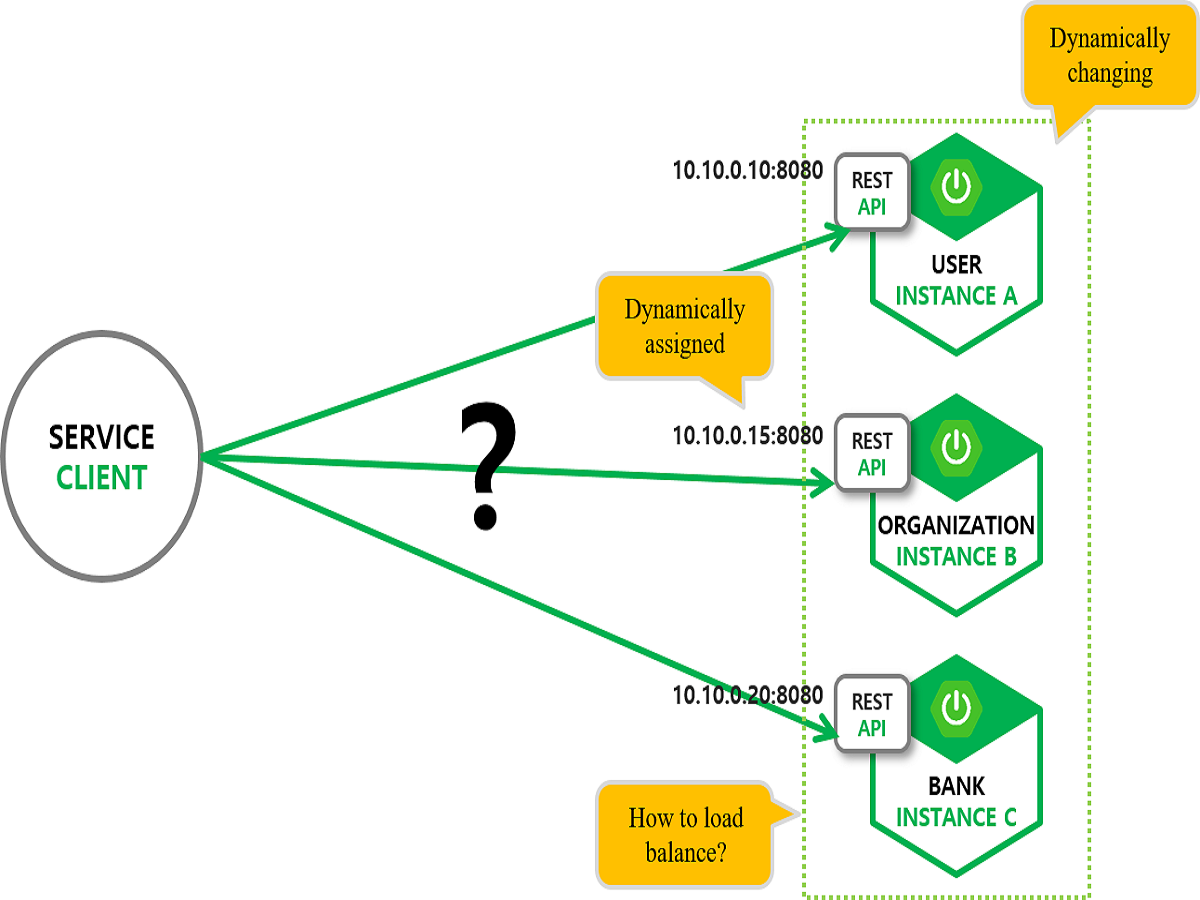 Dynamically
changing
10.10.0.10:8080
REST
API
USER
INSTANCE A
Dynamically
assigned
SERVICE
CLIENT
?
10.10.0.15:8080
REST
API
ORGANIZATION
INSTANCE B
10.10.0.20:8080
REST
API
BANK
INSTANCE C
How to load
balance?